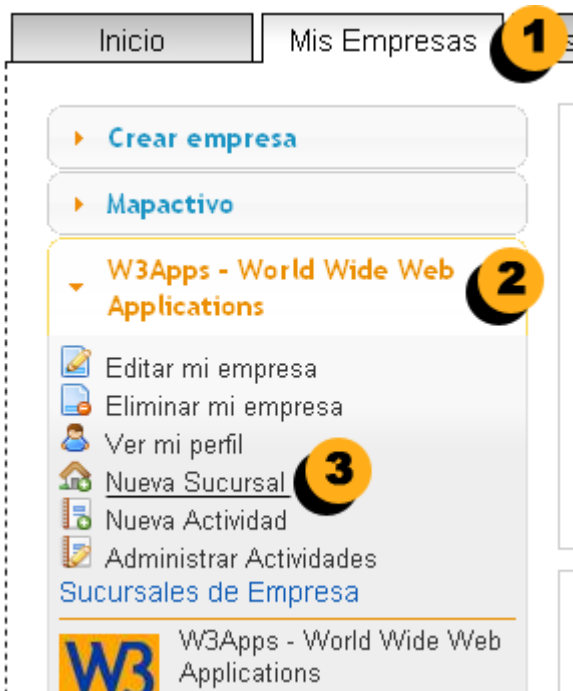 Inicio
Mis Empresas
1
Crear empresa
Mapactivo
W3Apps - World Wide Web
Applications
2
Editar mi empresa
Eliminar mi empresa
Ver mi perfil
Nueva Sucursal
3
Nueva Actividad
Administrar Actividades
Sucursales de Empresa
W3
W3Apps - World Wide Web
Applications